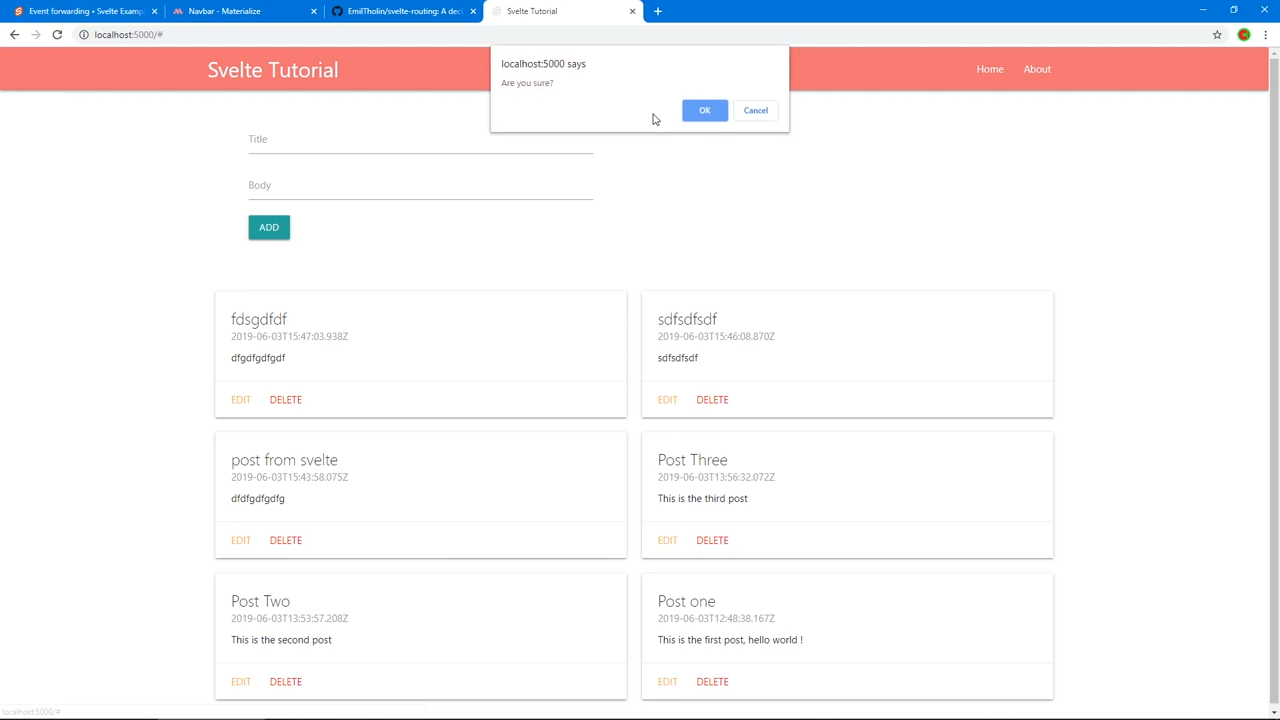 Event forwarding • Svelte Exampl
Navbar - Materialize
EmilTholin/svelte-routing: A decl
Svelte Tutorial
localhost:5000/#
Svelte Tutorial
Home
About
localhost:5000 says
Are you sure?
OK
Cancel
Title
Body
ADD
fdsgdfdf
2019-06-03T15:47:03.938Z
dfgdgfdgfdgf
EDIT
DELETE
sdfsdfsdf
2019-06-03T15:46:08.870Z
sdfsdfsdf
EDIT
DELETE
post from svelte
2019-06-03T15:43:58.075Z
dfdfgdfgdfg
EDIT
DELETE
Post Three
2019-06-03T13:56:32.072Z
This is the third post
EDIT
DELETE
Post Two
2019-06-03T13:53:57.208Z
This is the second post
EDIT
DELETE
Post one
2019-06-03T12:48:38.167Z
This is the first post, hello world !
EDIT
DELETE
localhost:5000/#